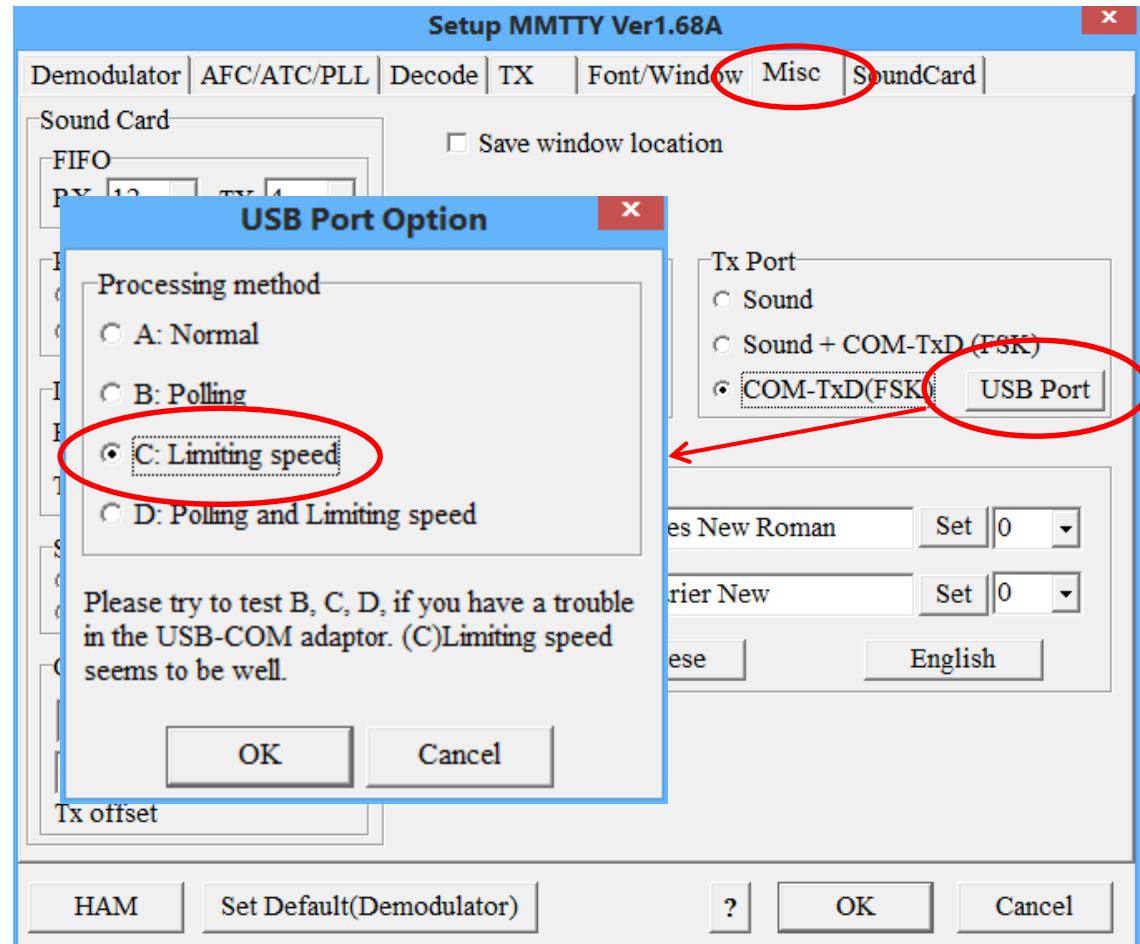 Setup MMTTY Ver1.68A
Demodulator AFC/ATC/PLL Decode TX Font/Window Misc SoundCard
Sound Card
FIFO
Save window location
USB Port Option
Processing method
A: Normal
B: Polling
C: Limiting speed
D: Polling and Limiting speed
Please try to test B, C, D, if you have a trouble
in the USB-COM adaptor. (C)Limiting speed
seems to be well.
OK Cancel
Tx Port
Sound
Sound + COM-TxD (FSK)
COM-TxD(FSK) USB Port
New Roman Set 0
New Set 0
English
Tx offset
HAM Set Default(Demodulator) ? OK Cancel